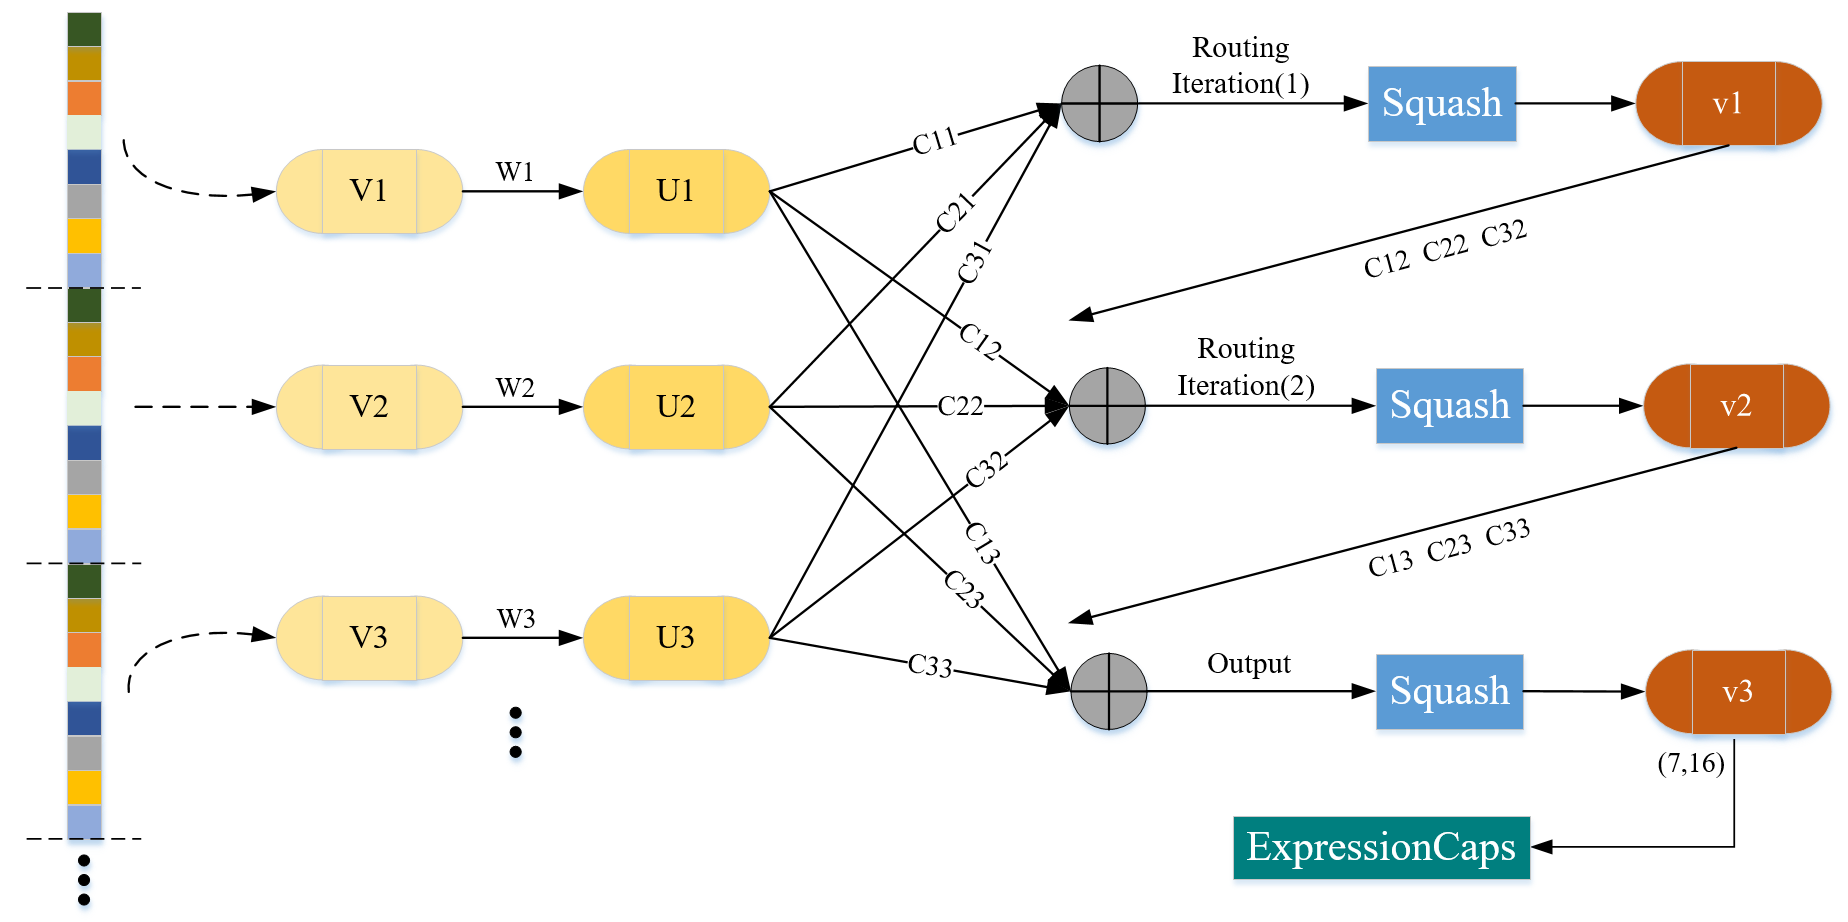 Routing
Iteration(1)
Squash
v1
C11
V1
W1
U1
C21
C31
C12 C22 C32
C12
Routing
Iteration(2)
Squash
v2
V2
W2
U2
C22
C32
C13
C23
C13 C23 C33
V3
W3
U3
C33
Output
Squash
v3
(7,16)
ExpressionCaps